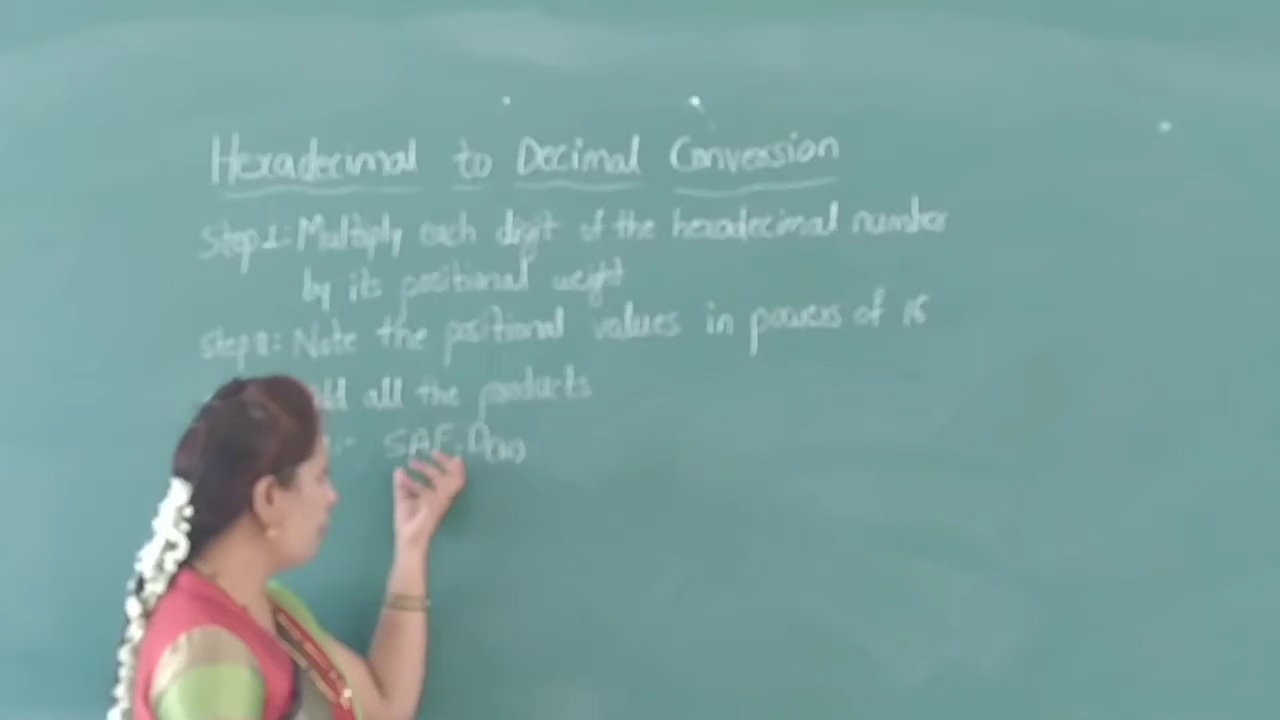 Hexadecimal to Decimal Conversion
Step 1: Multiply each digit of the hexadecimal number
by its positional weight
Step 2: Note the positional values in powers of 16
all the products
5AF.D(16)